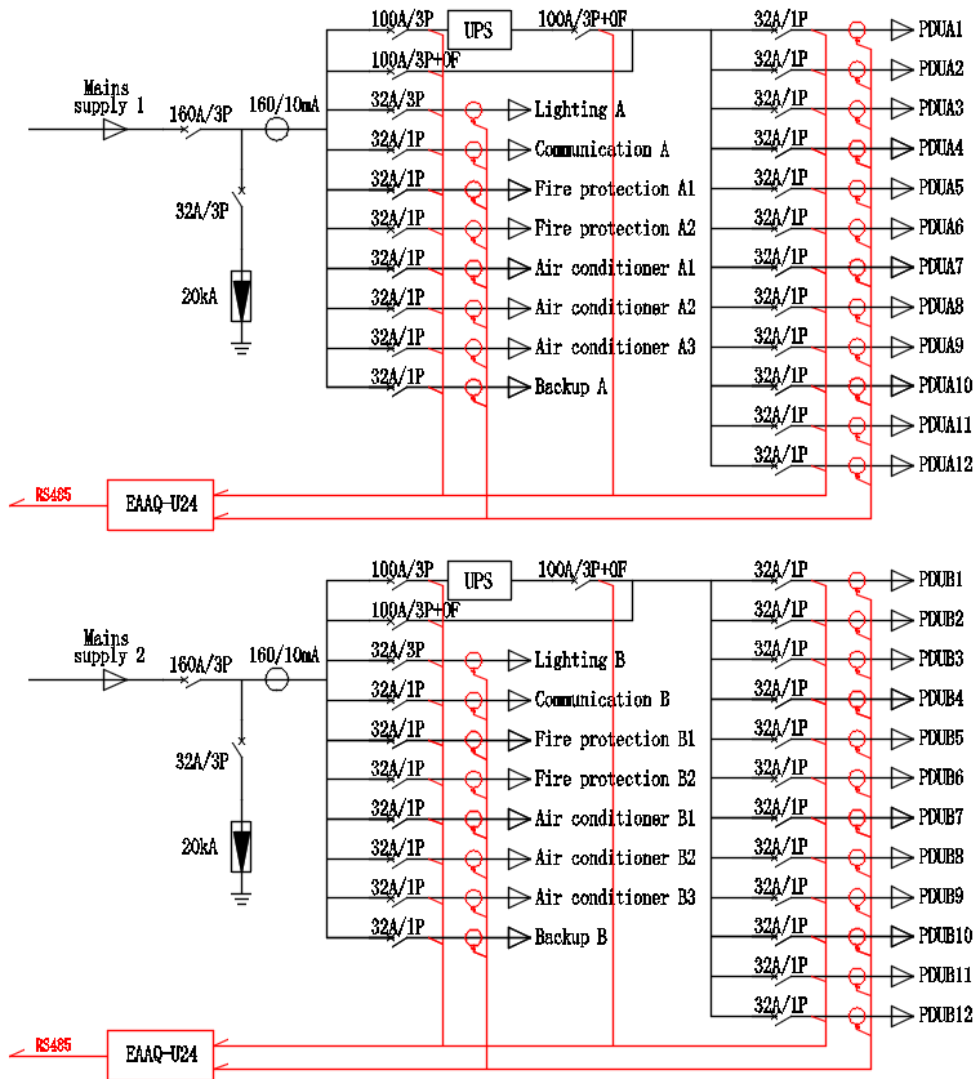 100A/3P UPS 100A/3P+OF 32A/1P PDUA1
100A/3P+OF 32A/1P PDUA2
Mains
supply 1 160A/3P 160/10mA 32A/3P Lighting A 32A/1P PDUA3
32A/1P Communication A 32A/1P PDUA4
32A/1P Fire protection A1 32A/1P PDUA5
32A/3P 32A/1P Fire protection A2 32A/1P PDUA6
32A/1P Air conditioner A1 32A/1P PDUA7
20kA 32A/1P Air conditioner A2 32A/1P PDUA8
32A/1P Air conditioner A3 32A/1P PDUA9
32A/1P Backup A 32A/1P PDUA10
32A/1P PDUA11
32A/1P PDUA12
RS485 EAAQ-U24
100A/3P UPS 100A/3P+OF 32A/1P PDUB1
100A/3P+OF 32A/1P PDUB2
Mains
supply 2 160A/3P 160/10mA 32A/3P Lighting B 32A/1P PDUB3
32A/1P Communication B 32A/1P PDUB4
32A/1P Fire protection B1 32A/1P PDUB5
32A/3P 32A/1P Fire protection B2 32A/1P PDUB6
32A/1P Air conditioner B1 32A/1P PDUB7
20kA 32A/1P Air conditioner B2 32A/1P PDUB8
32A/1P Air conditioner B3 32A/1P PDUB9
32A/1P Backup B 32A/1P PDUB10
32A/1P PDUB11
32A/1P PDUB12
RS485 EAAQ-U24